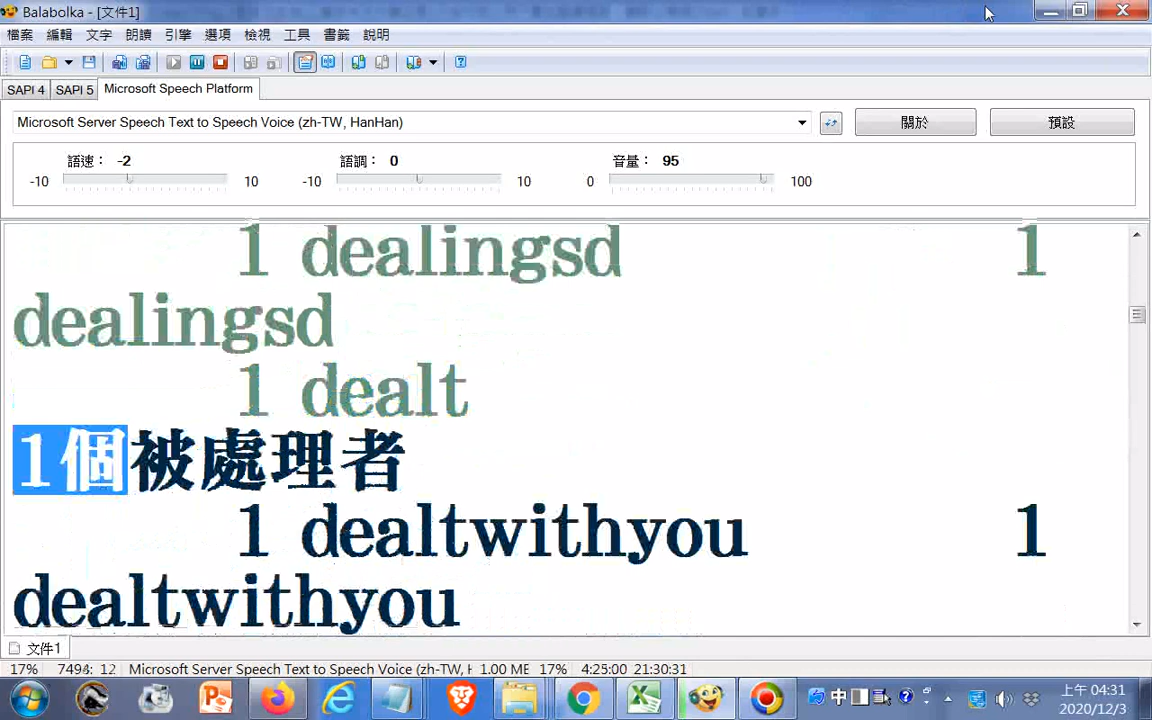 Balabolka - [文件1]
檔案 編輯 文字 朗讀 引擎 選項 檢視 工具 書籤 說明
SAPI 4 SAPI 5 Microsoft Speech Platform
Microsoft Server Speech Text to Speech Voice (zh-TW, HanHan) 關於 預設
語速： -2 語調： 0 音量： 95
-10 10 -10 10 0 100
1 dealingsd 1
dealingsd
1 dealt
1個被處理者
1 dealtwithyou 1
dealtwithyou
文件1
17% 7494: 12 Microsoft Server Speech Text to Speech Voice (zh-TW, H 1.00 ME 17% 4:25:00 21:30:31
中 上午 04:31
2020/12/3